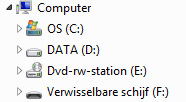 Computer
OS (C:)
DATA (D:)
Dvd-rw-station (E:)
Verwisselbare schijf (F:)